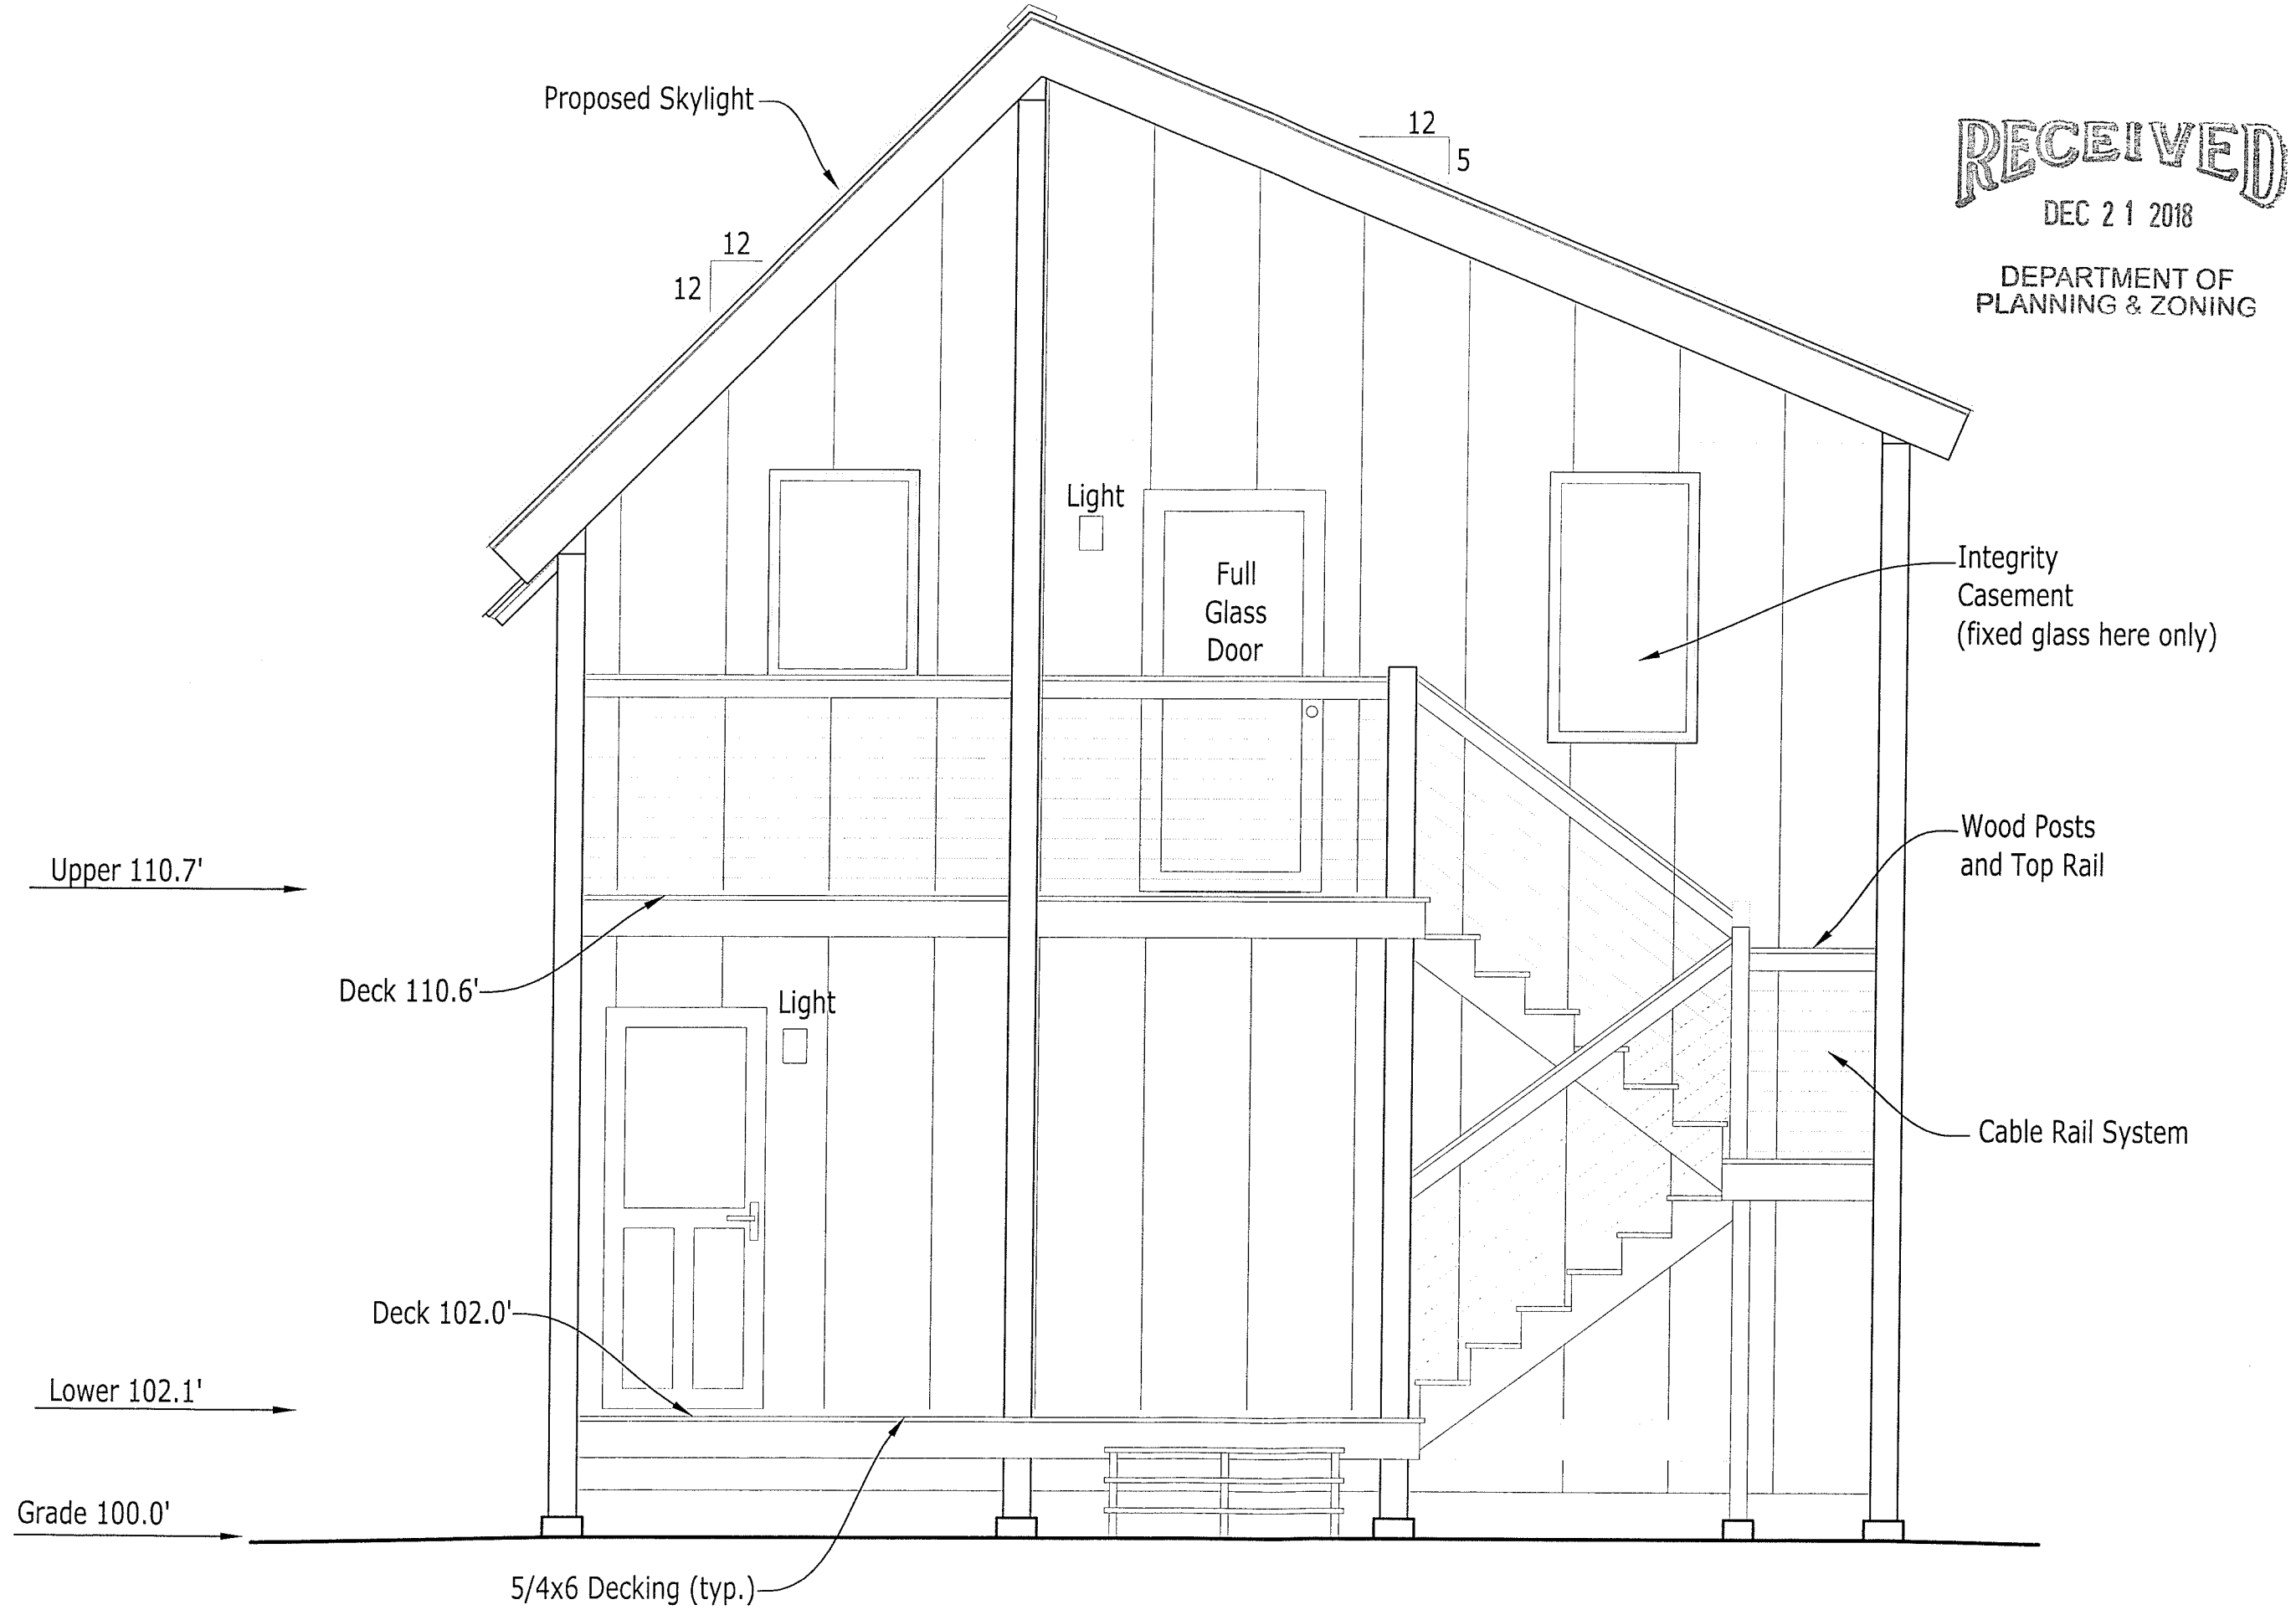 Proposed Skylight
12
5
RECEIVED
DEC 21 2018
DEPARTMENT OF
PLANNING & ZONING
12
12
Light
Full
Glass
Door
Integrity
Casement
(fixed glass here only)
Wood Posts
and Top Rail
Upper 110.7'
Deck 110.6'
Light
Cable Rail System
Deck 102.0'
Lower 102.1'
Grade 100.0'
5/4x6 Decking (typ.)